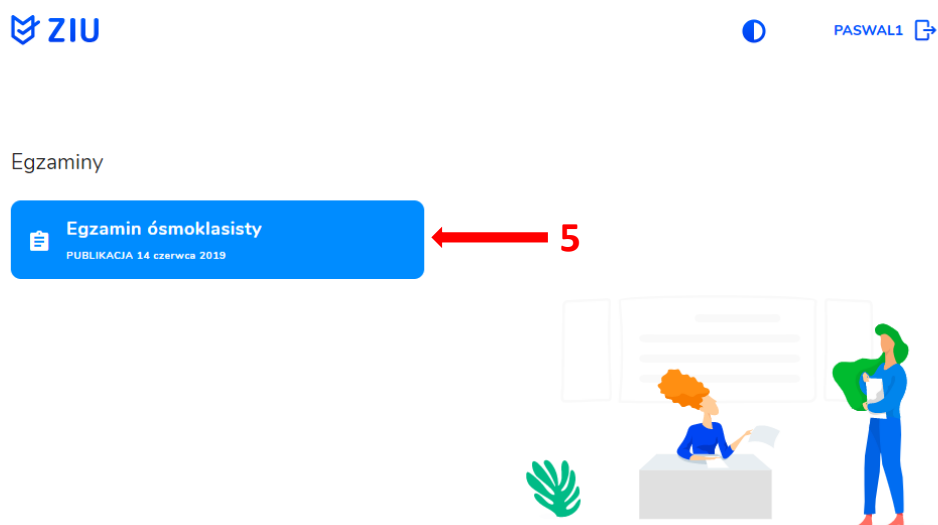 ZIU
PASWAL1
Egzaminy
Egzamin ósmoklasisty
PUBLIKACJA 14 czerwca 2019
5